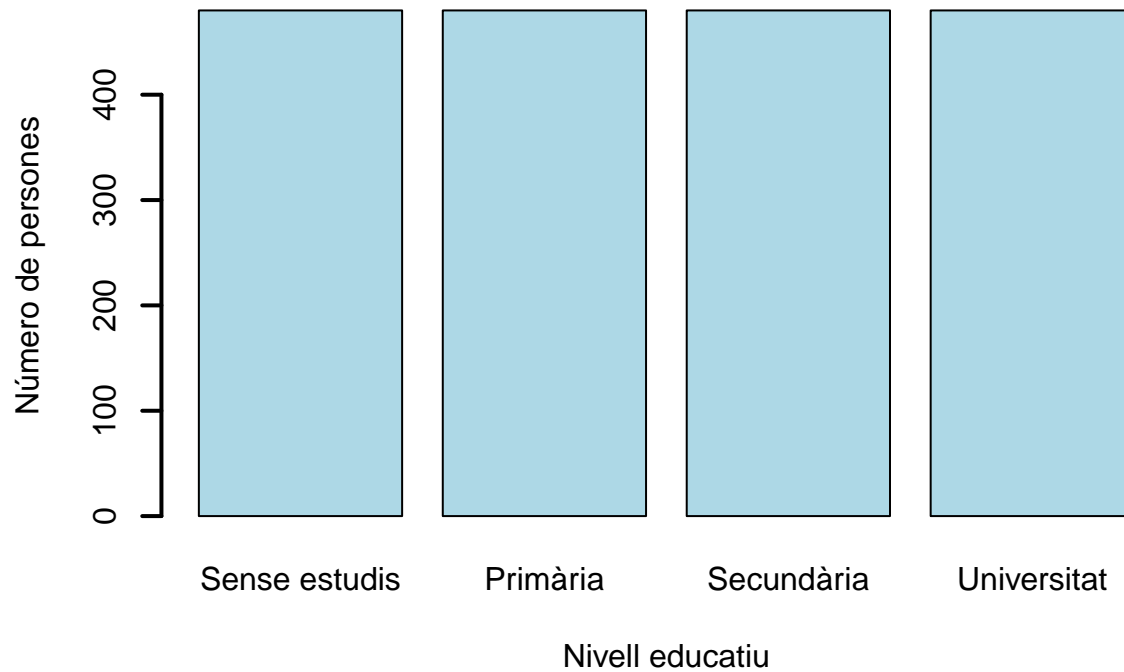 Número de persones
400
300
200
100
0
Sense estudis
Primària
Secundària
Universitat
Nivell educatiu